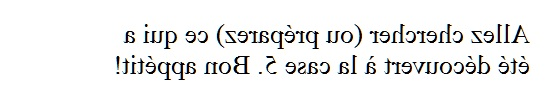 Allez chercher (ou préparez) ce qui a
été découvert à la case 5. Bon appétit!